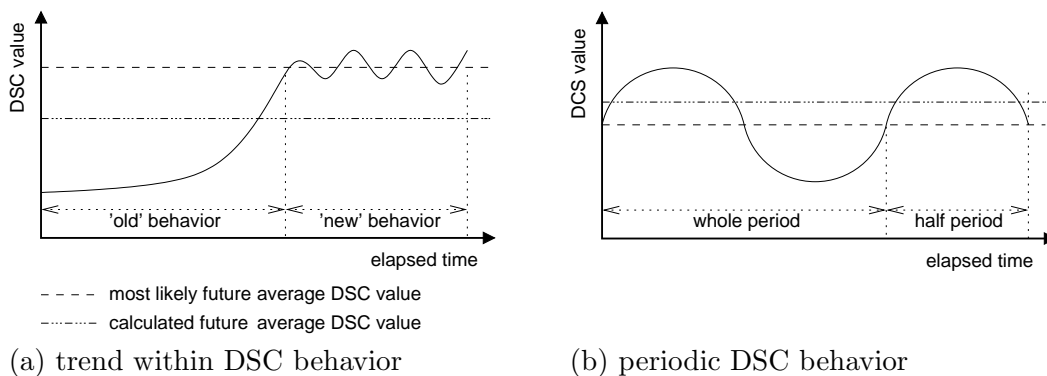 DSC value
'old' behavior
'new' behavior
elapsed time
most likely future average DSC value
calculated future average DSC value
(a) trend within DSC behavior
DCS value
whole period
half period
elapsed time
(b) periodic DSC behavior